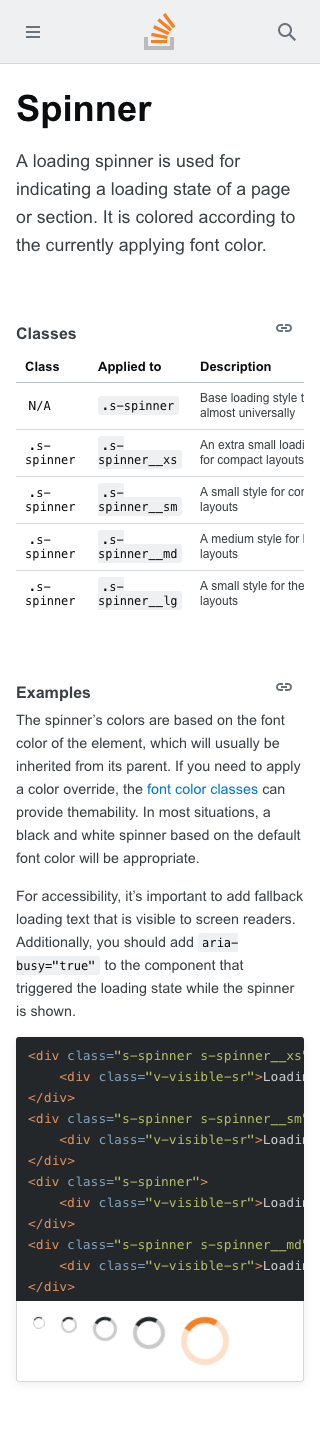 Spinner
A loading spinner is used for
indicating a loading state of a page
or section. It is colored according to
the currently applying font color.
Classes
Class Applied to Description
N/A .s-spinner Base loading style
almost universally
.s- .s- An extra small
spinner spinner__xs for compact layouts
.s- .s- A small style for
spinner spinner__sm layouts
.s- .s- A medium style for
spinner spinner__md layouts
.s- .s- A small style for the
spinner spinner__lg layouts
Examples
The spinner’s colors are based on the font
color of the element, which will usually be
inherited from its parent. If you need to apply
a color override, the font color classes can
provide themability. In most situations, a
black and white spinner based on the default
font color will be appropriate.
For accessibility, it’s important to add fallback
loading text that is visible to screen readers.
Additionally, you should add aria-
busy="true" to the component that
triggered the loading state while the spinner
is shown.
<div class="s-spinner s-spinner__xs"
<div class="v-visible-sr">Loadin
</div>
<div class="s-spinner s-spinner__sm"
<div class="v-visible-sr">Loadin
</div>
<div class="s-spinner">
<div class="v-visible-sr">Loadin
</div>
<div class="s-spinner s-spinner__md"
<div class="v-visible-sr">Loadin
</div>